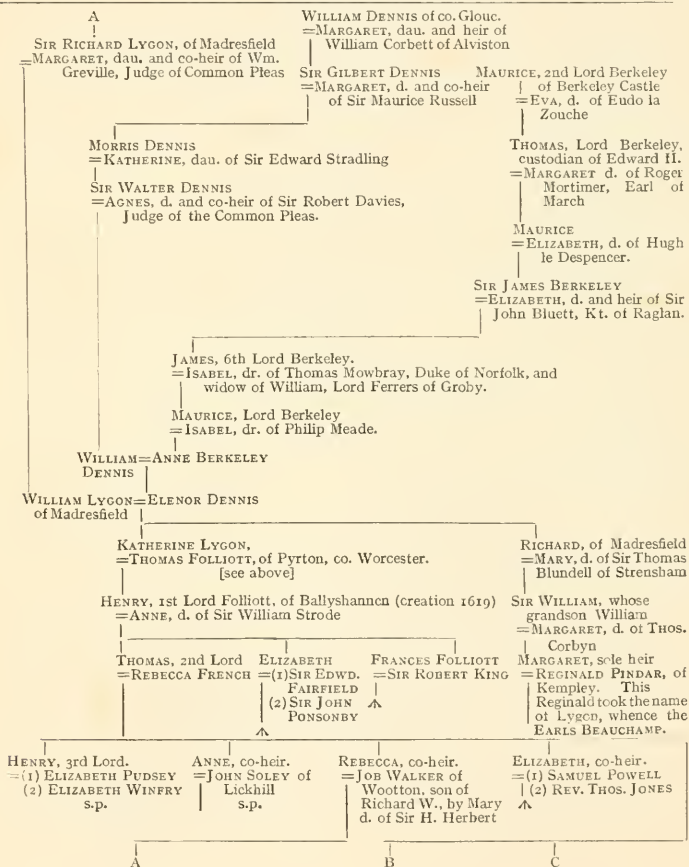 A
SIR RICHARD LYGON, of Madresfield
=MARGARET, dau. and co-heir of Wm.
Greville, Judge of Common Pleas
WILLIAM DENNIS of co. Glouc.
=MARGARET, dau. and heir of
William Corbett of Alviston
SIR GILBERT DENNIS
=MARGARET, d. and co-heir
of Sir Maurice Russell
MAURICE, 2nd Lord Berkeley
of Berkeley Castle
=EVA, d. of Eudo la
Zouche
MORRIS DENNIS
=KATHERINE, dau. of Sir Edward Stradling
SIR WALTER DENNIS
=AGNES, d. and co-heir of Sir Robert Davies,
Judge of the Common Pleas.
THOMAS, Lord Berkeley,
custodian of Edward II.
=MARGARET d. of Roger
Mortimer, Earl of
March
MAURICE
=ELIZABETH, d. of Hugh
le Despencer.
SIR JAMES BERKELEY
=ELIZABETH, d. and heir of Sir
John Bluett, Kt. of Raglan.
JAMES, 6th Lord Berkeley.
=ISABEL, dr. of Thomas Mowbray, Duke of Norfolk, and
widow of William, Lord Ferrers of Groby.
MAURICE, Lord Berkeley
=ISABEL, dr. of Philip Meade.
WILLIAM=ANNE BERKELEY
DENNIS
WILLIAM LYGON=ELENOR DENNIS
of Madresfield
KATHERINE LYGON,
=THOMAS FOLLIOTT, of Pyrton, co. Worcester.
[see above]
RICHARD, of Madresfield
=MARY, d. of Sir Thomas
Blundell of Strensham
HENRY, 1st Lord Folliott, of Ballyshannon (creation 1619)
=ANNE, d. of Sir William Strode
SIR WILLIAM, whose
grandson William
=MARGARET, d. of THOS.
Corbyn
THOMAS, 2nd Lord
=REBECCA FRENCH
ELIZABETH
=(1) SIR EDWD.
FAIRFIELD
(2) SIR JOHN
PONSONBY
FRANCES FOLLIOTT
=SIR ROBERT KING
MARGARET, sole heir
=REGINALD PINDAR, of
Kempley. This
Reginald took the name
of Lygon, whence the
EARLS BEAUCHAMP.
HENRY, 3rd Lord.
=(1) ELIZABETH PUDSEY
(2) ELIZABETH WINFRY
s.p.
ANNE, co-heir.
=JOHN SOLEY of
Lickhill
s.p.
REBECCA, co-heir.
=JOB WALKER of
Wootton, son of
Richard W., by Mary
d. of Sir H. Herbert
ELIZABETH, co-heir.
=(1) SAMUEL POWELL
(2) REV. THOS. JONES
A B C